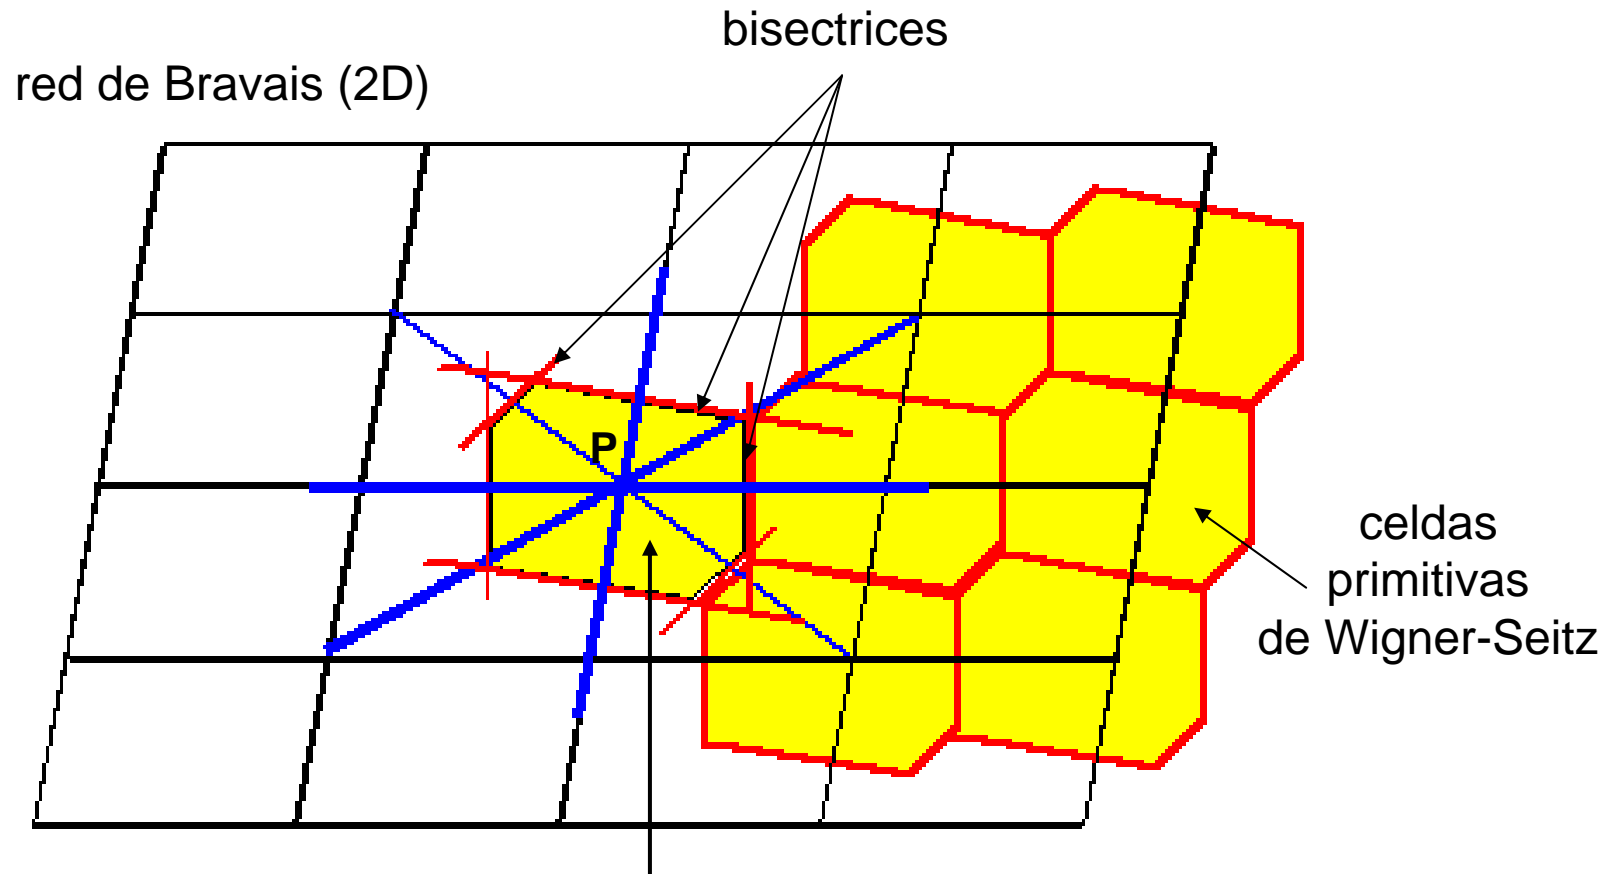 bisectrices
red de Bravais (2D)
P
celdas
primitivas
de Wigner-Seitz